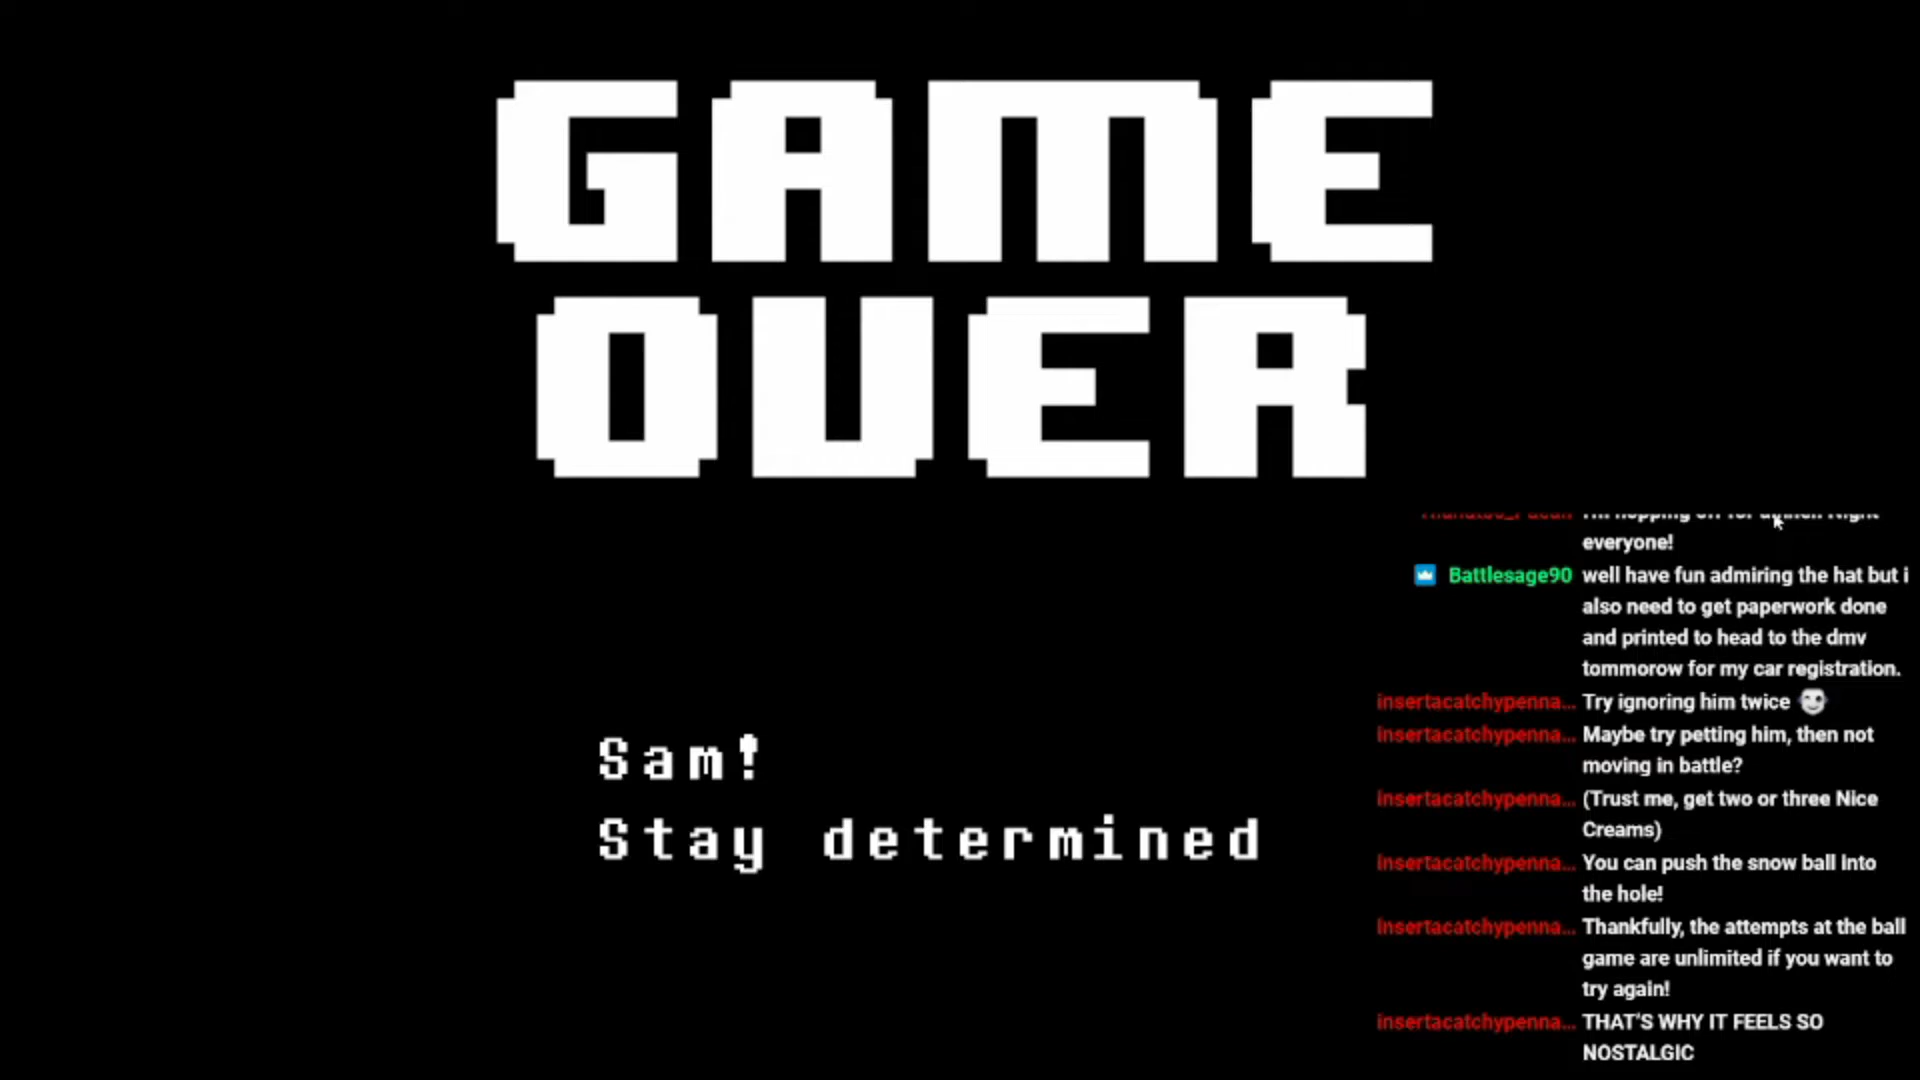 GAME
OVER
everyone!
Battlesage90 well have fun admiring the hat but i
also need to get paperwork done
and printed to head to the dmv
tommorow for my car registration.
insertacatchypenna... Try ignoring him twice
insertacatchypenna... Maybe try petting him, then not
moving in battle?
insertacatchypenna... (Trust me, get two or three Nice
Creams)
insertacatchypenna... You can push the snow ball into
the hole!
insertacatchypenna... Thankfully, the attempts at the ball
game are unlimited if you want to
try again!
insertacatchypenna... THAT'S WHY IT FEELS SO
NOSTALGIC
Sam!
Stay determined